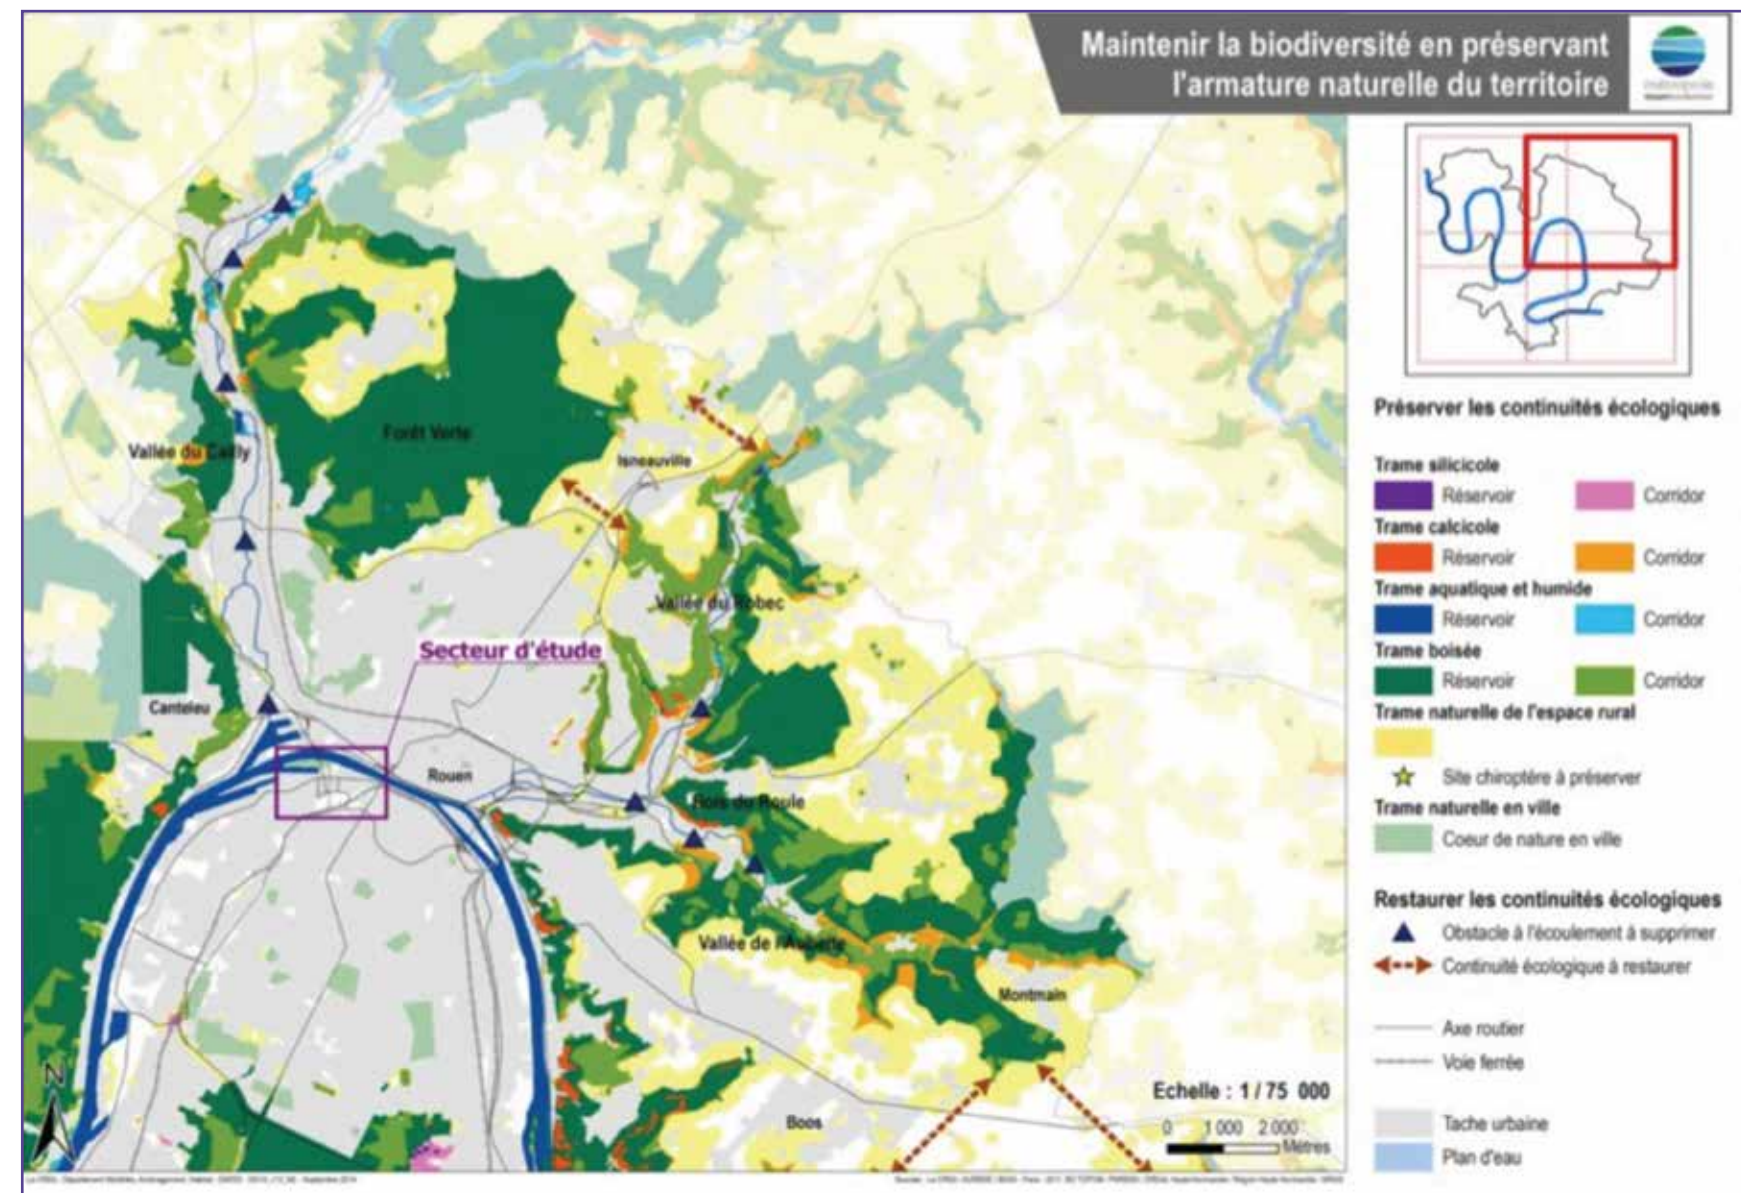 Maintenir la biodiversité en préservant
l'armature naturelle du territoire
Préserver les continuités écologiques
Trame silicicole
Réservoir Corridor
Trame calcicole
Réservoir Corridor
Trame aquatique et humide
Réservoir Corridor
Trame boisée
Réservoir Corridor
Trame naturelle de l'espace rural
Site chiroptère à préserver
Trame naturelle en ville
Coeur de nature en ville
Restaurer les continuités écologiques
Obstacle à l'écoulement à supprimer
Continuité écologique à restaurer
Axe routier
Voie ferrée
Tache urbaine
Plan d'eau
Forêt Verte
Vallée du Cailly
Isneauville
Vallée du Robec
Secteur d'étude
Canteleu
Rouen
Bois du Roule
Vallée de l'Aubette
Montmain
Boos
N
Echelle : 1 / 75 000
0 1 000 2 000
Mètres